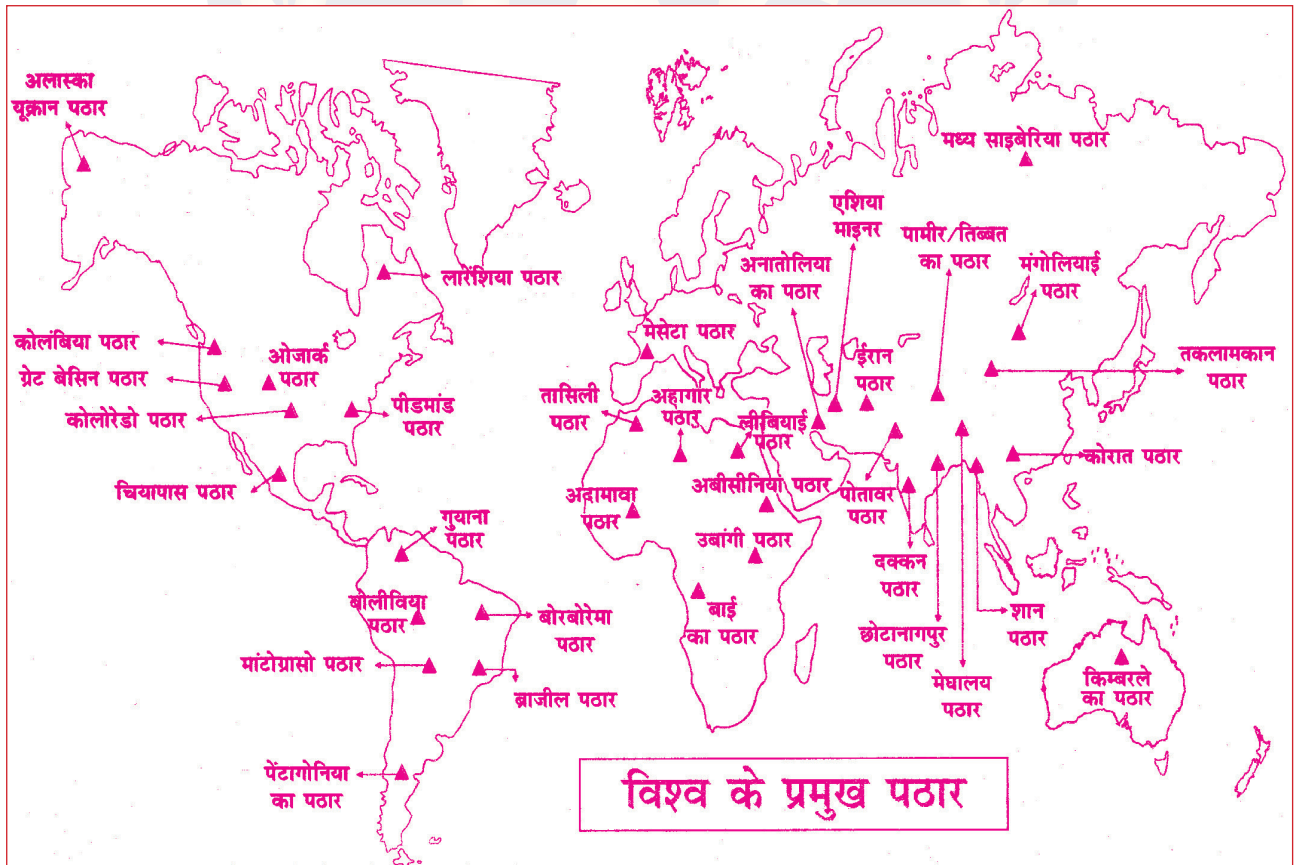 अलास्का
यूक्रान पठार
मध्य साइबेरिया पठार
एशिया
माइनर
पामीर/तिब्बत
का पठार
अनातोलिया
का पठार
मंगोलियाई
पठार
लारेंशिया पठार
कोलंबिया पठार
ओजार्क
पठार
मेसेटा पठार
ईरान
पठार
तकलामकान
पठार
ग्रेट बेसिन पठार
कोलोरेडो पठार
पीडमांड
पठार
तासिली
पठार
अहागार
पठार
लीबियाई
पठार
कोरात पठार
चियापास पठार
अदामावा
पठार
अबीसीनिया पठार
पोतावर
पठार
गुयाना
पठार
उबांगी पठार
दक्कन
पठार
बोलीविया
पठार
बोरबोरेमा
पठार
बाई
का पठार
छोटानागपुर
पठार
शान
पठार
मांटोग्रासो पठार
ब्राजील पठार
मेघालय
पठार
किम्बरले
का पठार
पेंटागोनिया
का पठार
विश्व के प्रमुख पठार